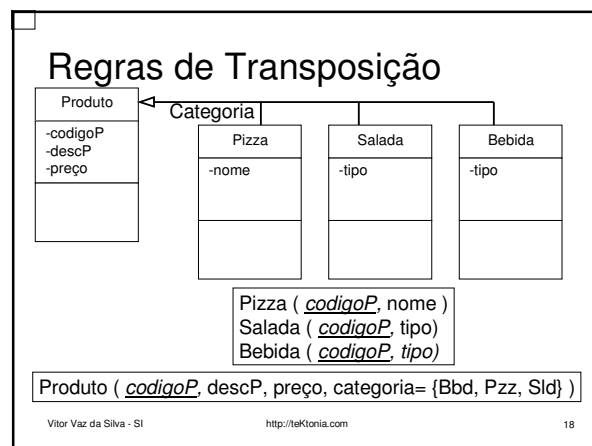 Regras de Transposição
Produto
-codigoP
-descP
-preço
Categoria
Pizza
-nome
Salada
-tipo
Bebida
-tipo
Pizza ( codigoP, nome )
Salada ( codigoP, tipo)
Bebida ( codigoP, tipo)
Produto ( codigoP, descP, preço, categoria= {Bbd, Pzz, Sld} )
Vitor Vaz da Silva - SI
http://teKtonia.com
18